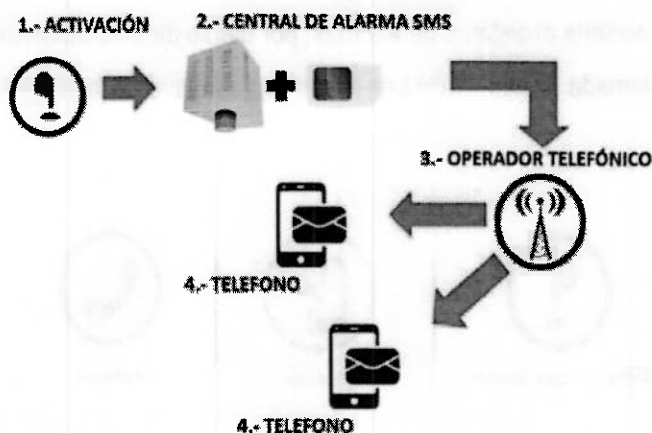 1.- ACTIVACIÓN
2.- CENTRAL DE ALARMA SMS
3.- OPERADOR TELEFÓNICO
4.- TELEFONO
4.- TELEFONO